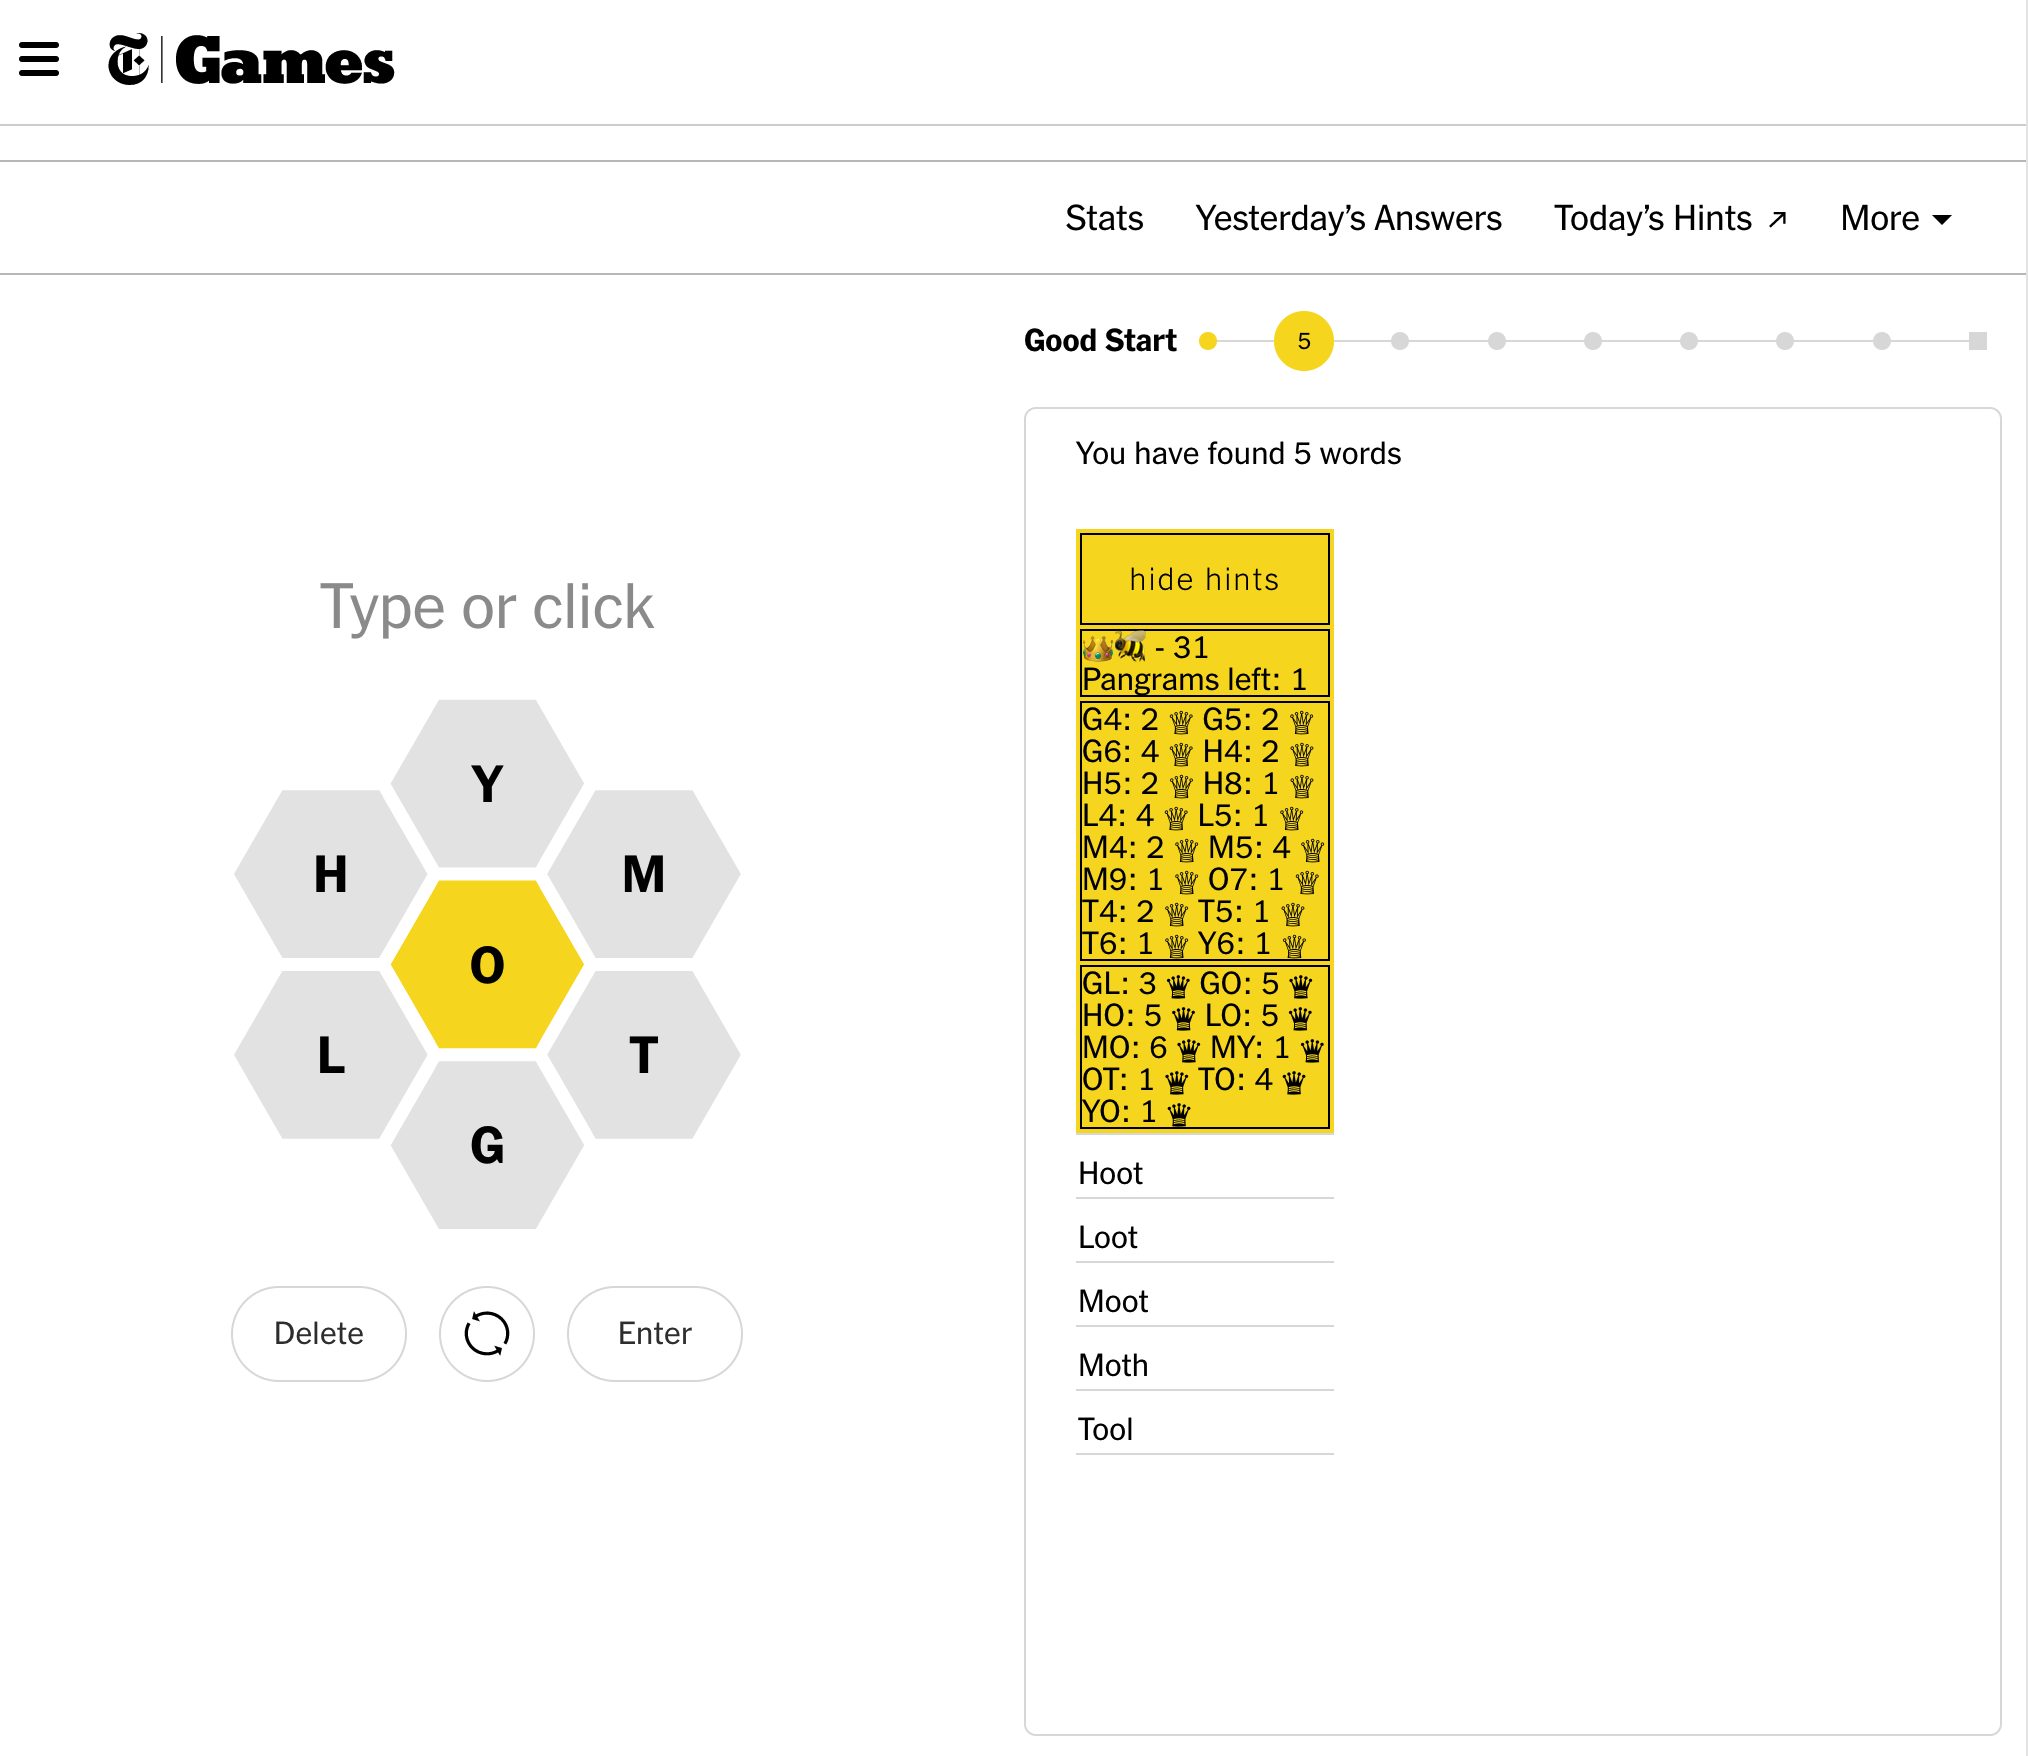 T Games
Stats Yesterday’s Answers Today’s Hints ↗ More
Good Start 5
You have found 5 words
Type or click
hide hints
👑🐝 - 31
Pangrams left: 1
G4: 2 ♕ G5: 2 ♕
G6: 4 ♕ H4: 2 ♕
H5: 2 ♕ H8: 1 ♕
L4: 4 ♕ L5: 1 ♕
M4: 2 ♕ M5: 4 ♕
M9: 1 ♕ O7: 1 ♕
T4: 2 ♕ T5: 1 ♕
T6: 1 ♕ Y6: 1 ♕
GL: 3 ♛ GO: 5 ♛
HO: 5 ♛ LO: 5 ♛
MO: 6 ♛ MY: 1 ♛
OT: 1 ♛ TO: 4 ♛
YO: 1 ♛
Hoot
Loot
Moot
Moth
Tool
Y
H
M
O
L
T
G
Delete
Enter